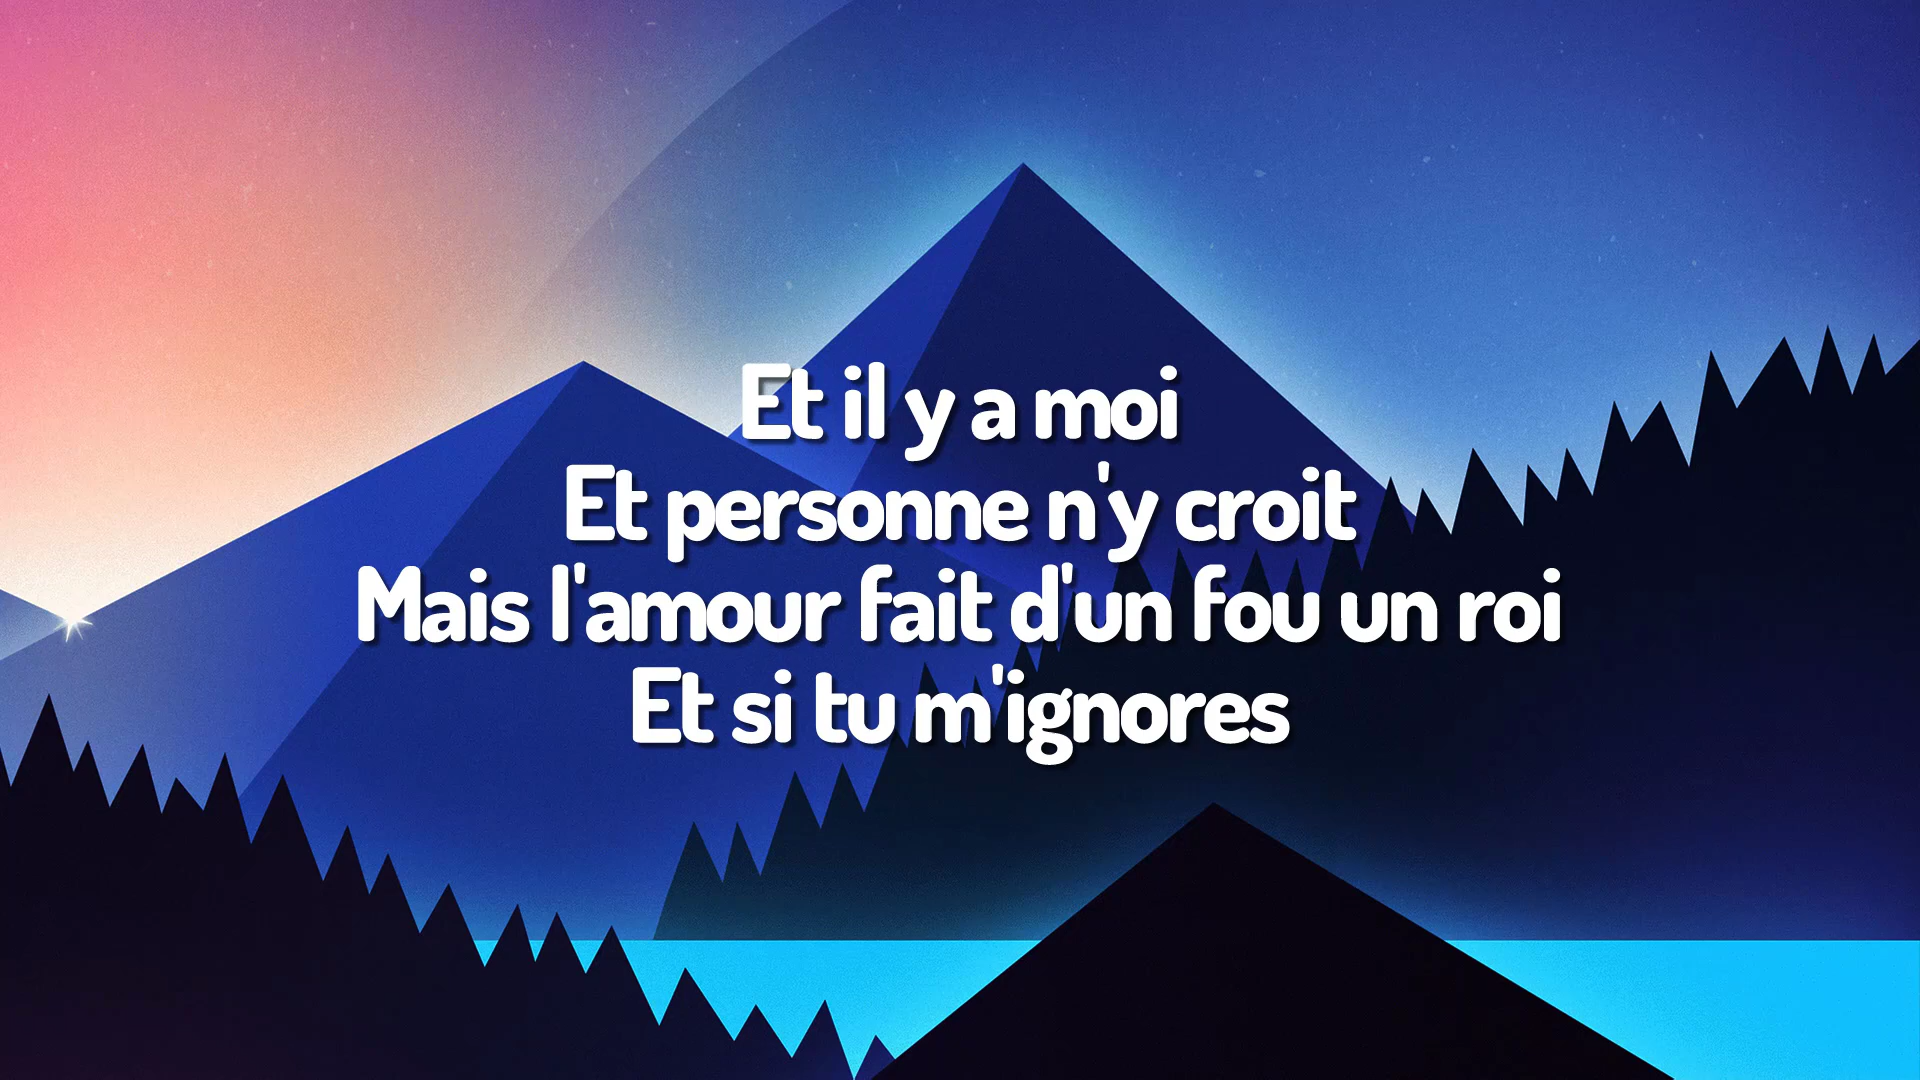 Et il y a moi
Et personne n'y croit
Mais l'amour fait d'un fou un roi
Et si tu m'ignores